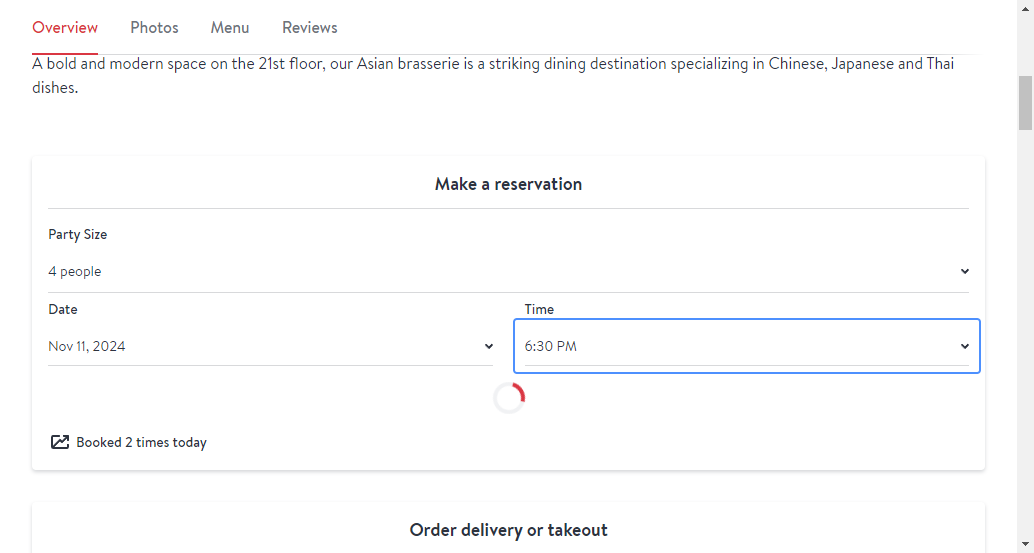 Overview Photos Menu Reviews
A bold and modern space on the 21st floor, our Asian brasserie is a striking dining destination specializing in Chinese, Japanese and Thai
dishes.
Make a reservation
Party Size
4 people
Date Time
Nov 11, 2024 6:30 PM
Booked 2 times today
Order delivery or takeout